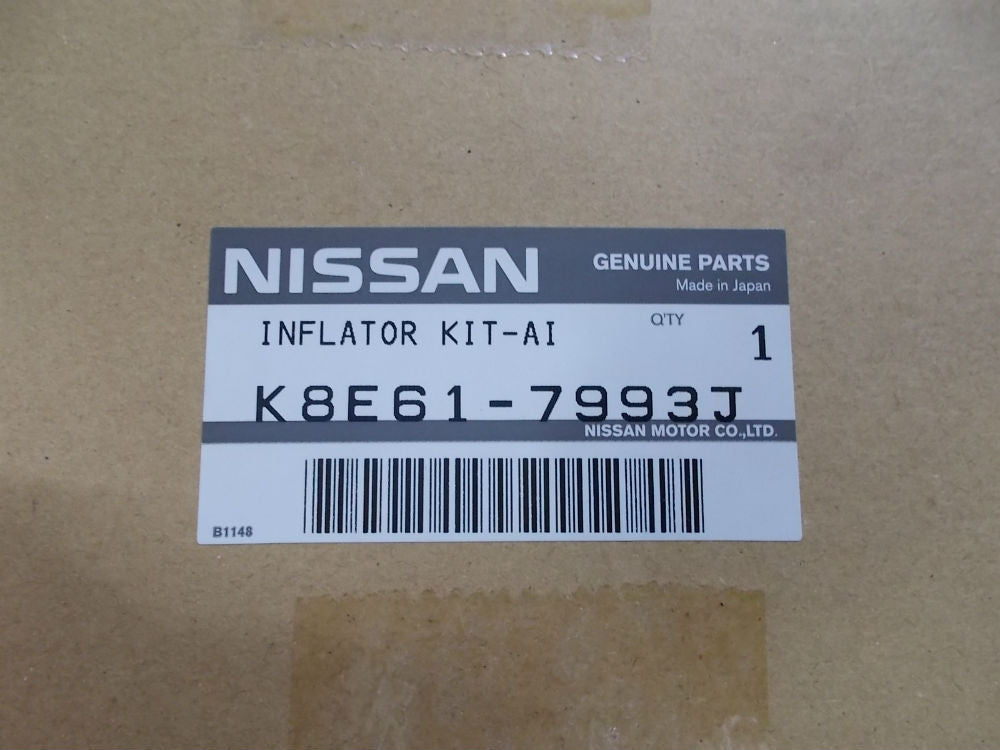 NISSAN
GENUINE PARTS
Made in Japan
INFLATOR KIT-AI
Q'TY
1
K8E61-7993J
NISSAN MOTOR CO.,LTD.
B1148